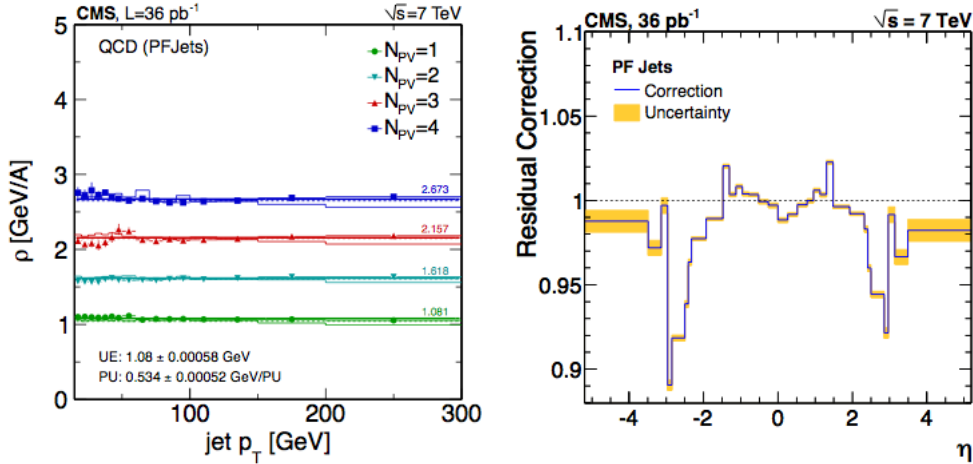 CMS, L=36 pb⁻¹ √s=7 TeV
QCD (PFJets)
N_PV=1
N_PV=2
N_PV=3
N_PV=4
2.673
2.157
1.618
1.081
UE: 1.08 ± 0.00058 GeV
PU: 0.534 ± 0.00052 GeV/PU
ρ [GeV/A]
5
4
3
2
1
0
100 200 300
jet p_T [GeV]
CMS, 36 pb⁻¹ √s = 7 TeV
PF Jets
Correction
Uncertainty
Residual Correction
1.1
1.05
1
0.95
0.9
-4 -2 0 2 4
η